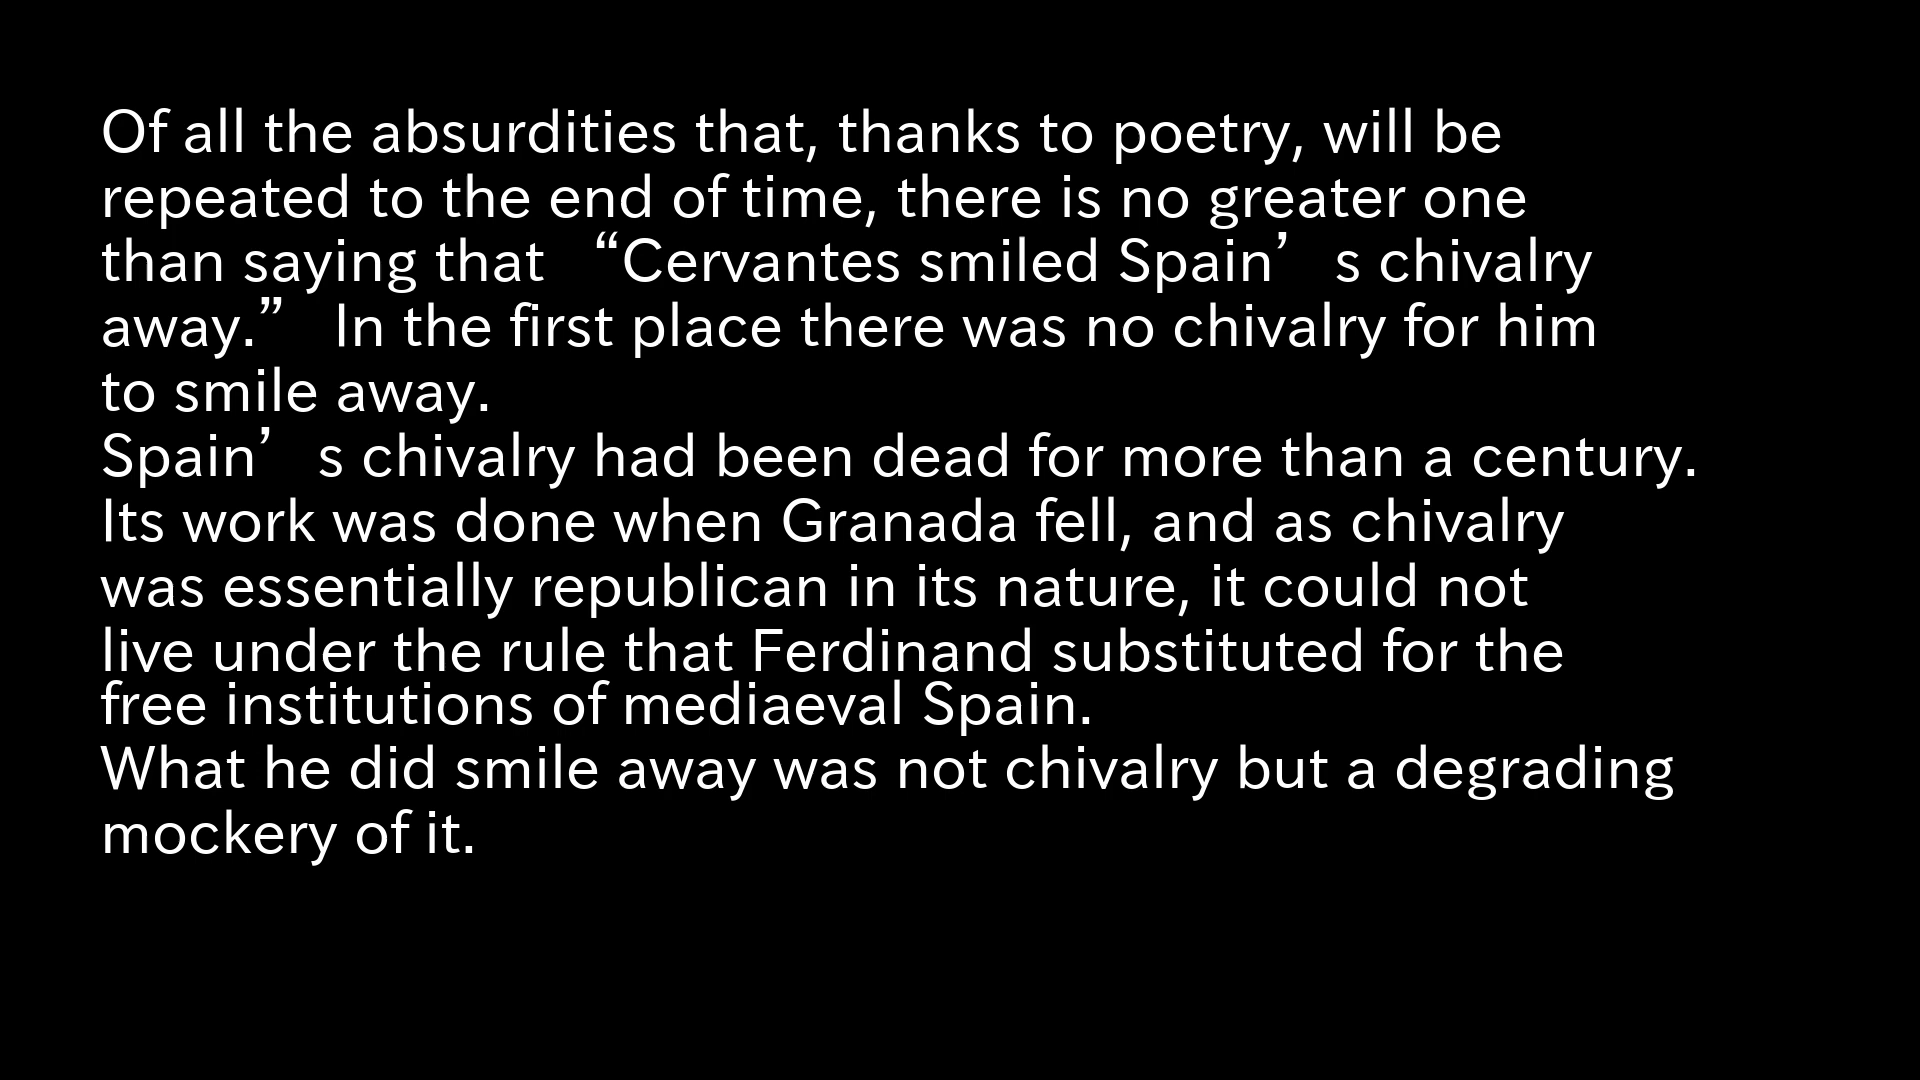 Of all the absurdities that, thanks to poetry, will be
repeated to the end of time, there is no greater one
than saying that “Cervantes smiled Spain’s chivalry
away.” In the first place there was no chivalry for him
to smile away.
Spain’s chivalry had been dead for more than a century.
Its work was done when Granada fell, and as chivalry
was essentially republican in its nature, it could not
live under the rule that Ferdinand substituted for the
free institutions of mediaeval Spain.
What he did smile away was not chivalry but a degrading
mockery of it.